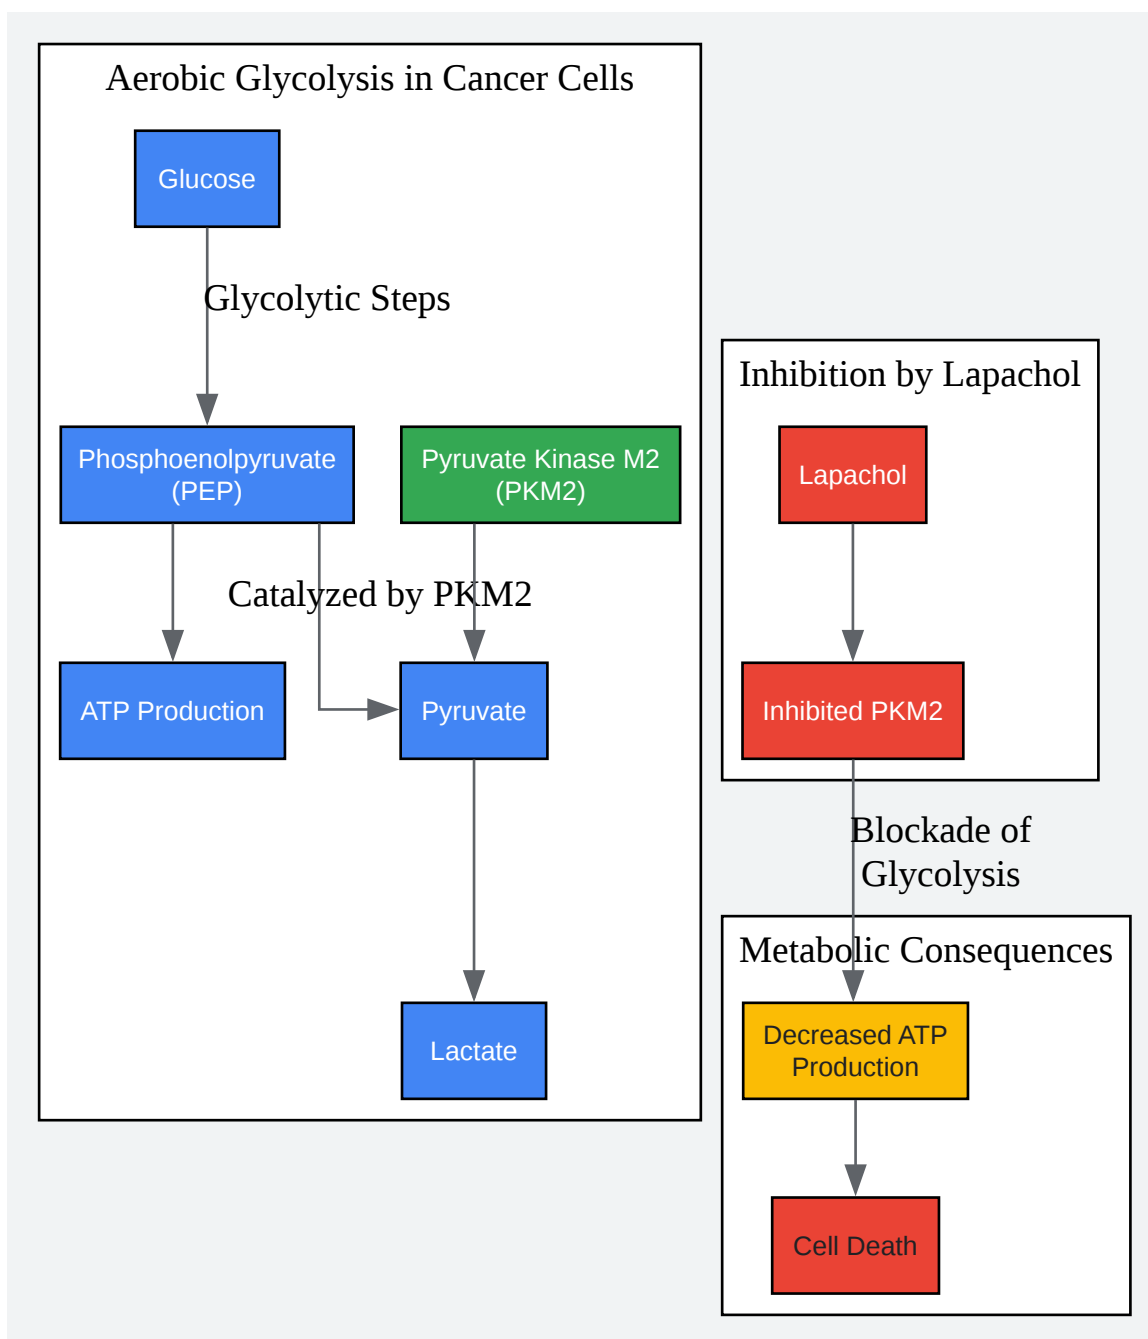 Aerobic Glycolysis in Cancer Cells
Glucose
Glycolytic Steps
Phosphoenolpyruvate
(PEP)
Pyruvate Kinase M2
(PKM2)
Catalyzed by PKM2
ATP Production
Pyruvate
Lactate
Inhibition by Lapachol
Lapachol
Inhibited PKM2
Blockade of
Glycolysis
Metabolic Consequences
Decreased ATP
Production
Cell Death